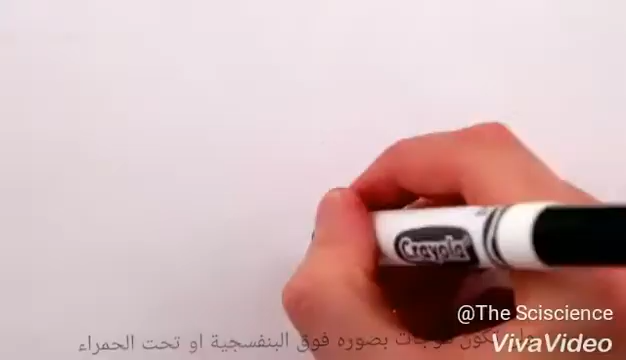 Crayola
@The Sciscience
بصوره فوق البنفسجية او تحت الحمراء
VivaVideo